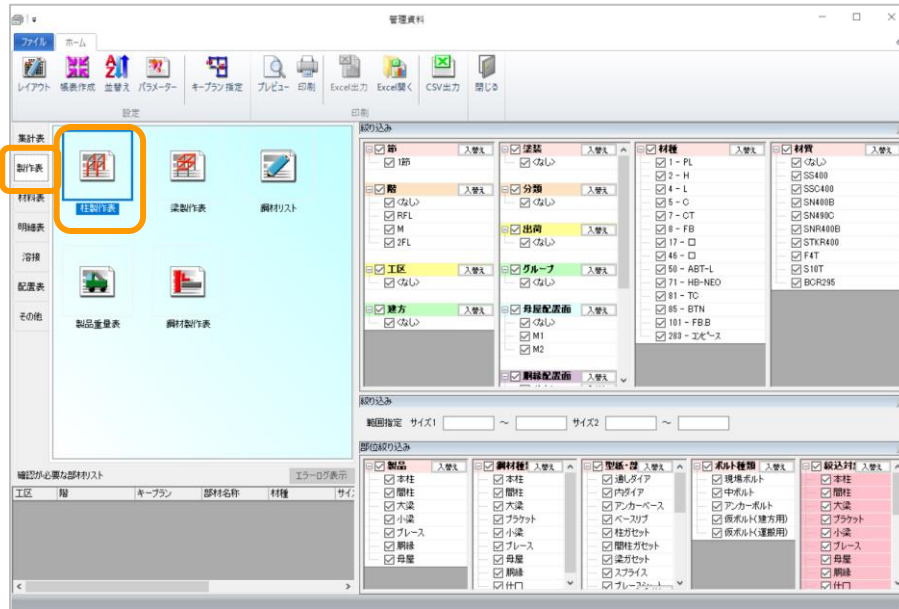 管理資料
ファイル ホーム
レイアウト 帳表作成 並替え パラメーター キープラン指定 プレビュー 印刷 Excel出力 Excel開く CSV出力 閉じる
設定 印刷
集計表
製作表
材料表
明細表
溶接
配置表
その他
柱製作表 梁製作表 鋼材リスト
製品重量表 鋼材製作表
絞り込み
節 入替え
1節
階 入替え
<なし>
RFL
M
2FL
工区 入替え
<なし>
建方 入替え
<なし>
塗装 入替え
<なし>
分類 入替え
<なし>
出荷 入替え
<なし>
グループ 入替え
<なし>
母屋配置面 入替え
<なし>
M1
M2
胴縁配置面 入替え
材種 入替え
1 - PL
2 - H
4 - L
5 - C
7 - CT
8 - FB
17 - □
46 - □
50 - ABT-L
71 - HB-NEO
81 - TC
85 - BTN
101 - FB.B
283 - エポピース
材質 入替え
<なし>
SS400
SSC400
SN400B
SN490C
SNR400B
STKR400
F4T
S10T
BCR295
絞り込み
範囲指定 サイズ1 ～ サイズ2 ～
部位絞り込み
製品 入替え
本柱
間柱
大梁
小梁
ブレース
胴縁
母屋
鋼材種 入替え
本柱
間柱
大梁
ブラケット
小梁
ブレース
母屋
胴縁
仕口
型紙・部 入替え
通しダイア
内ダイア
アンカーベース
ベースリブ
柱ガセット
間柱ガセット
梁ガセット
スプライス
ボルト種類 入替え
現場ボルト
中ボルト
アンカーボルト
仮ボルト(建方用)
仮ボルト(運搬用)
絞込対 入替え
本柱
間柱
大梁
ブラケット
小梁
ブレース
母屋
胴縁
仕口
確認が必要な部材リスト エラーログ表示
工区 階 キープラン 部材名称 材種 サイ